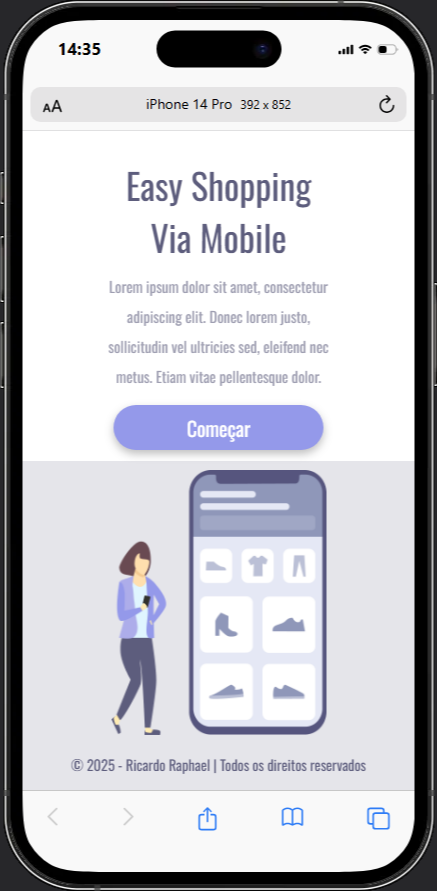 14:35
AA iPhone 14 Pro 392 x 852
Easy Shopping
Via Mobile
Lorem ipsum dolor sit amet, consectetur
adipiscing elit. Donec lorem justo,
sollicitudin vel ultricies sed, eleifend nec
metus. Etiam vitae pellentesque dolor.
Começar
© 2025 - Ricardo Raphael | Todos os direitos reservados